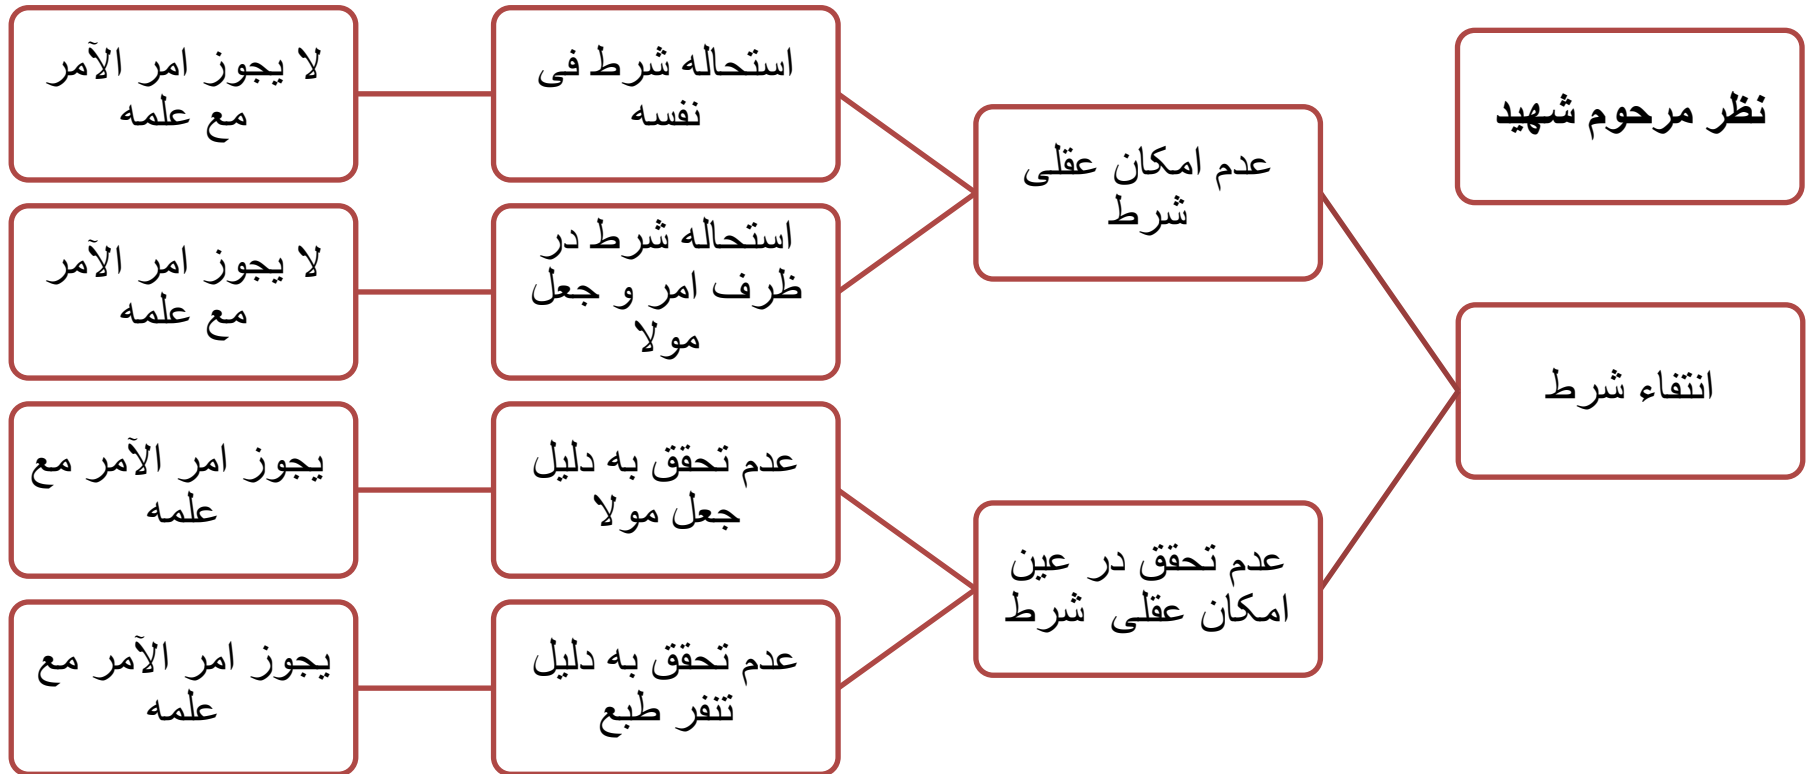 نظر مرحوم شهید
انتفاء شرط
عدم امکان عقلی
شرط
استحاله شرط فی
نفسه
لا یجوز امر الآمر
مع علمه
استحاله شرط در
ظرف امر و جعل
مولا
لا یجوز امر الآمر
مع علمه
عدم تحقق در عین
امکان عقلی شرط
عدم تحقق به دلیل
جعل مولا
یجوز امر الآمر مع
علمه
عدم تحقق به دلیل
تنفر طبع
یجوز امر الآمر مع
علمه